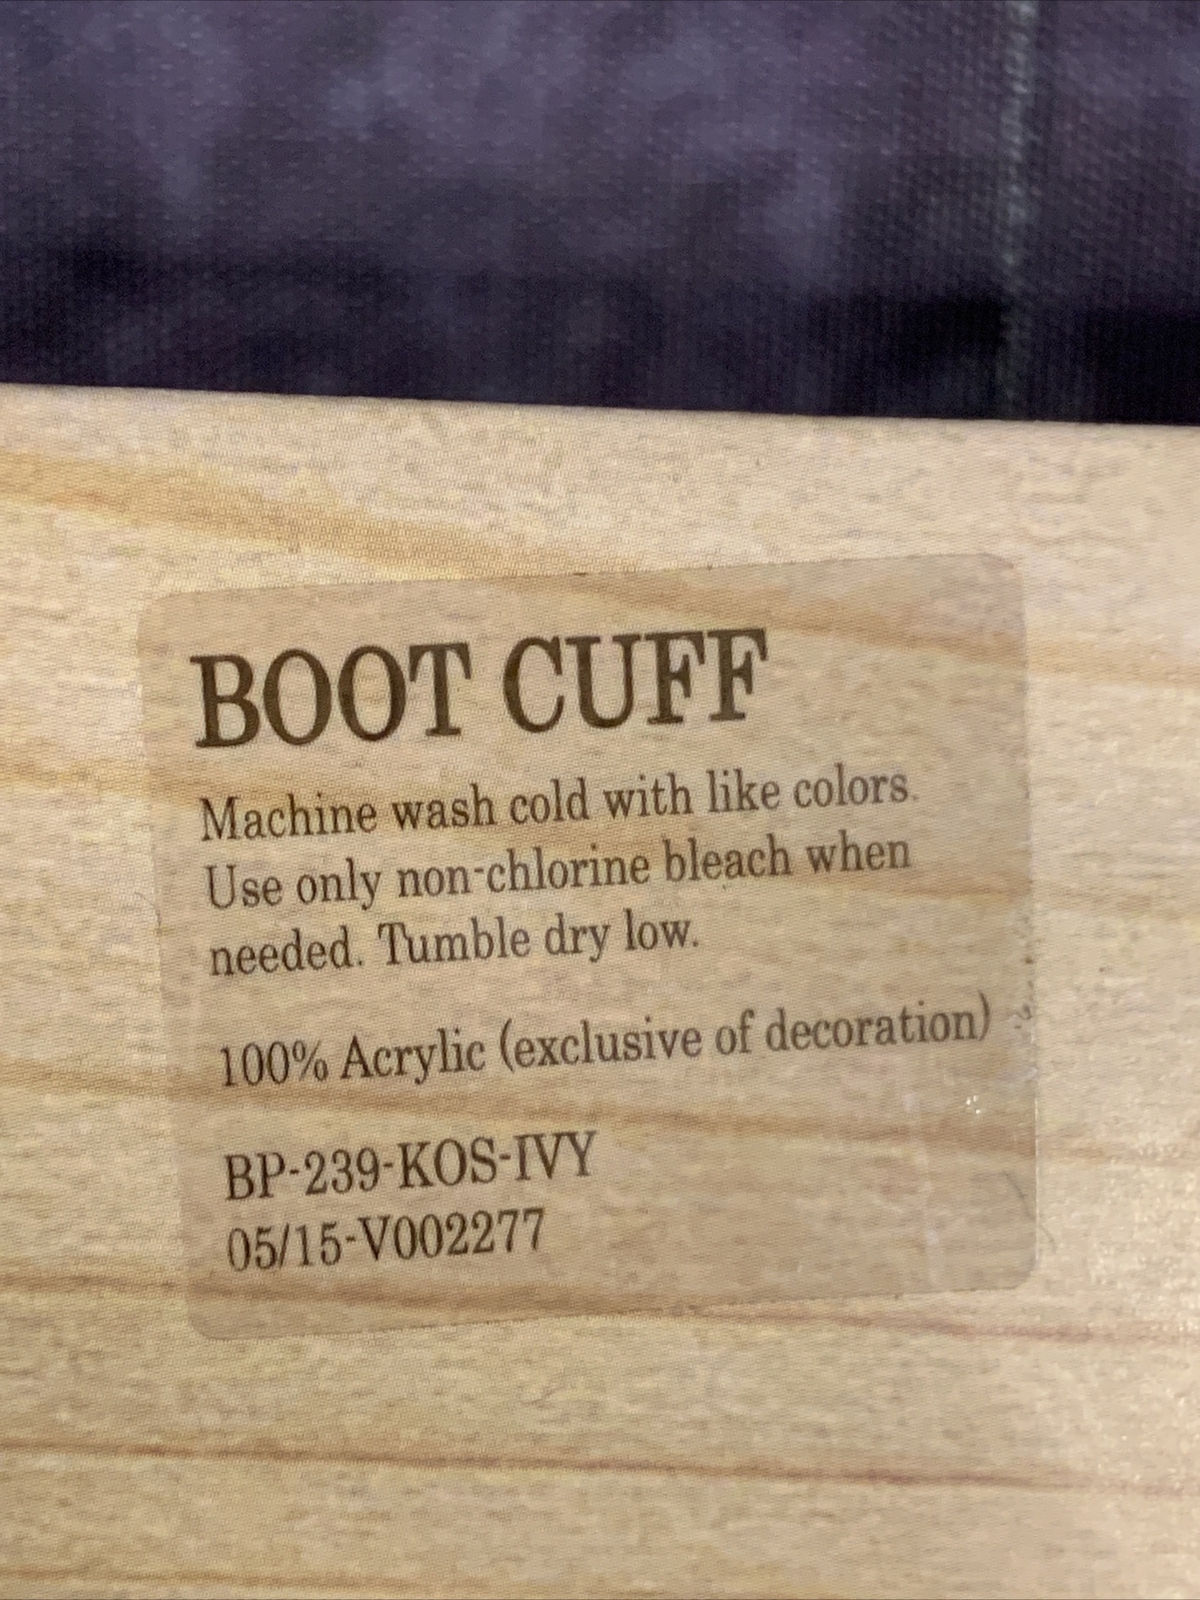 BOOT CUFF
Machine wash cold with like colors.
Use only non-chlorine bleach when
needed. Tumble dry low.
100% Acrylic (exclusive of decoration)
BP-239-KOS-IVY
05/15-V002277